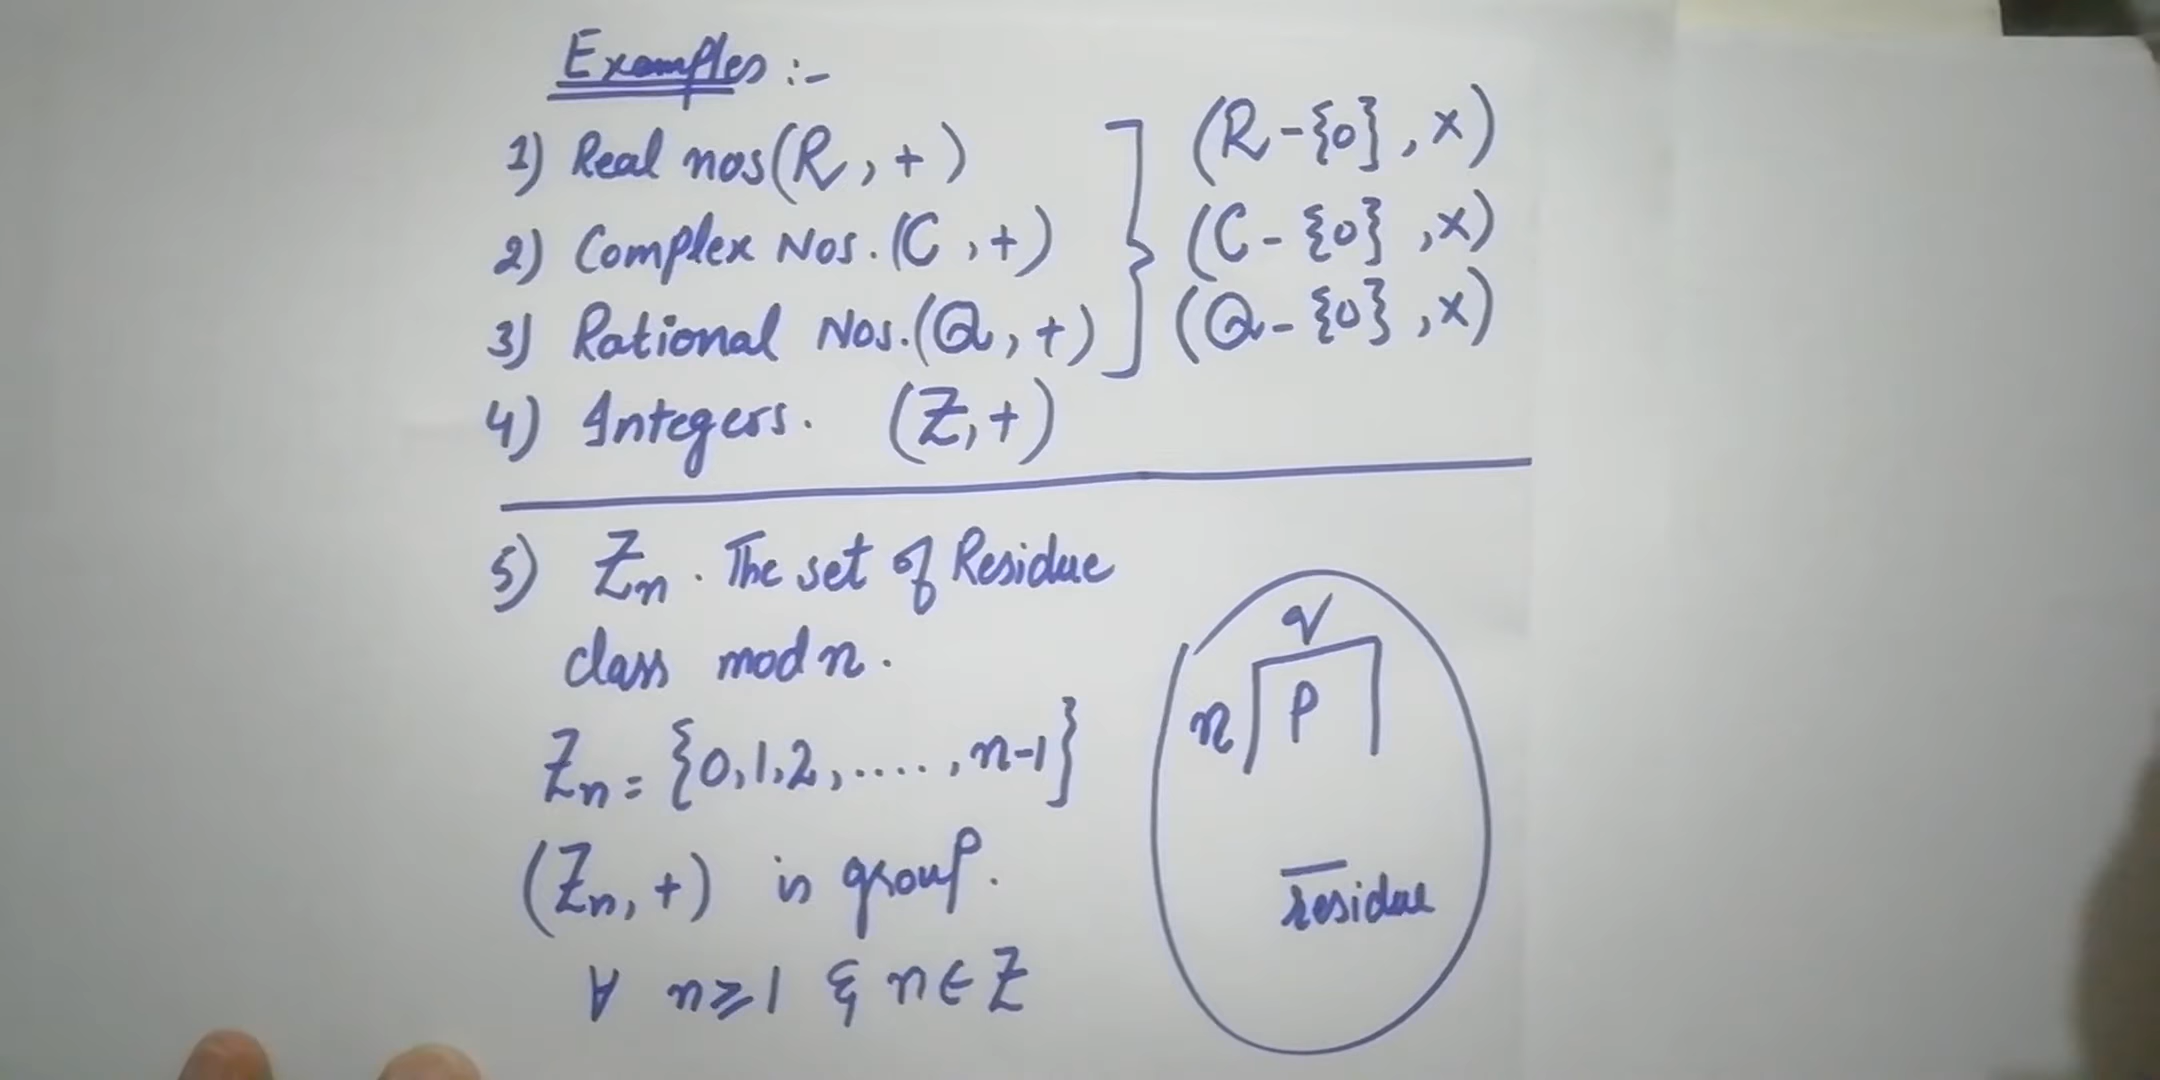 Examples :-
1) Real nos (R, +)
(R-{0}, x)
2) Complex Nos. (C, +)
(C-{0}, x)
3) Rational Nos. (Q, +)
(Q-{0}, x)
4) Integers. (Z, +)
5) Zn. The set of Residue
class mod n.
Zn = {0,1,2,....,n-1}
(Zn, +) is group.
∀ n≥1 & n∈Z
q
n P
residue